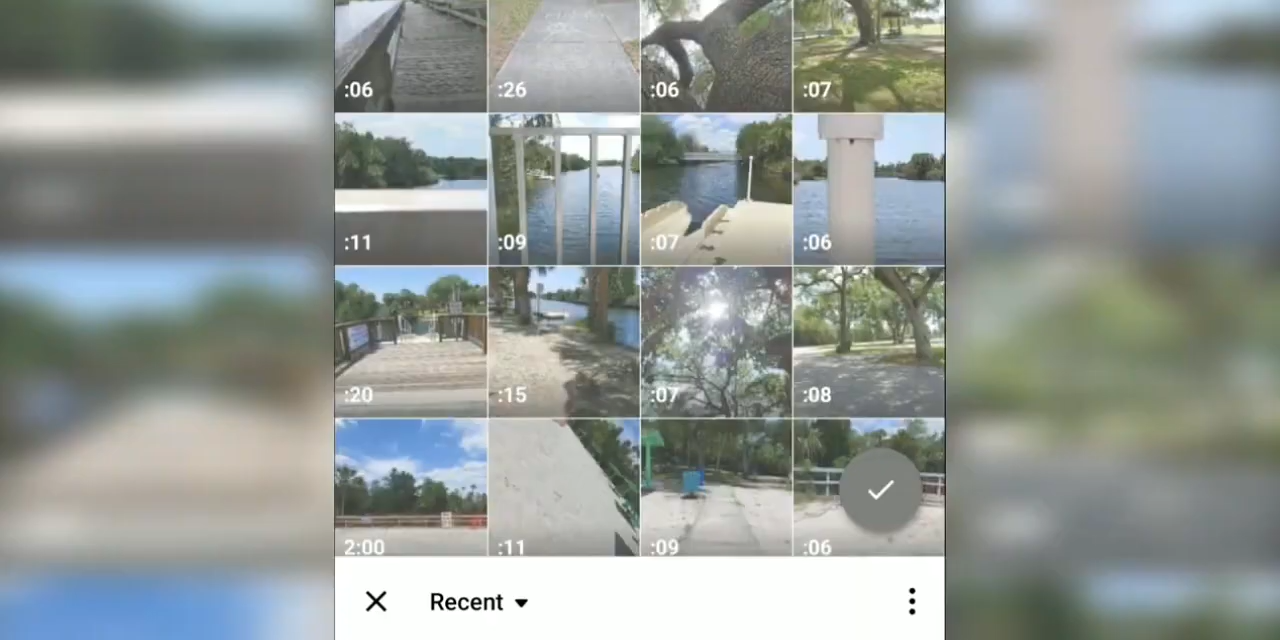 :06 :26 :06 :07
:11 :09 :07 :06
:20 :15 :07 :08
2:00 :11 :09 :06
Recent